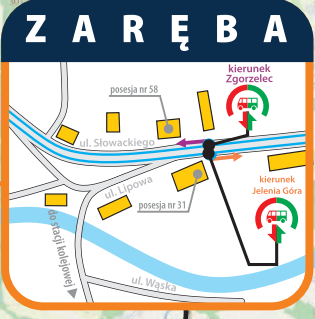 ZARĘBA
kierunek
Zgorzelec
posesja nr 58
ul. Słowackiego
kierunek
Jelenia Góra
ul. Lipowa
posesja nr 31
do stacji kolejowej
ul. Wąska